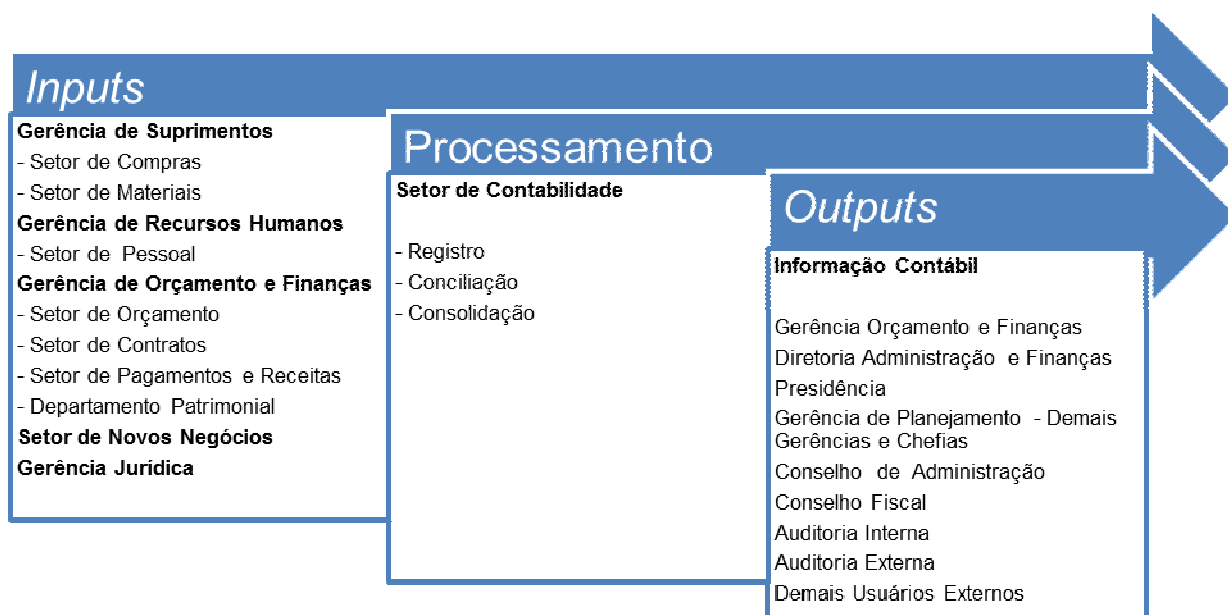 Inputs
Gerência de Suprimentos
- Setor de Compras
- Setor de Materiais
Gerência de Recursos Humanos
- Setor de Pessoal
Gerência de Orçamento e Finanças
- Setor de Orçamento
- Setor de Contratos
- Setor de Pagamentos e Receitas
- Departamento Patrimonial
Setor de Novos Negócios
Gerência Jurídica
Processamento
Setor de Contabilidade
- Registro
- Conciliação
- Consolidação
Outputs
Informação Contábil
Gerência Orçamento e Finanças
Diretoria Administração e Finanças
Presidência
Gerência de Planejamento - Demais
Gerências e Chefias
Conselho de Administração
Conselho Fiscal
Auditoria Interna
Auditoria Externa
Demais Usuários Externos